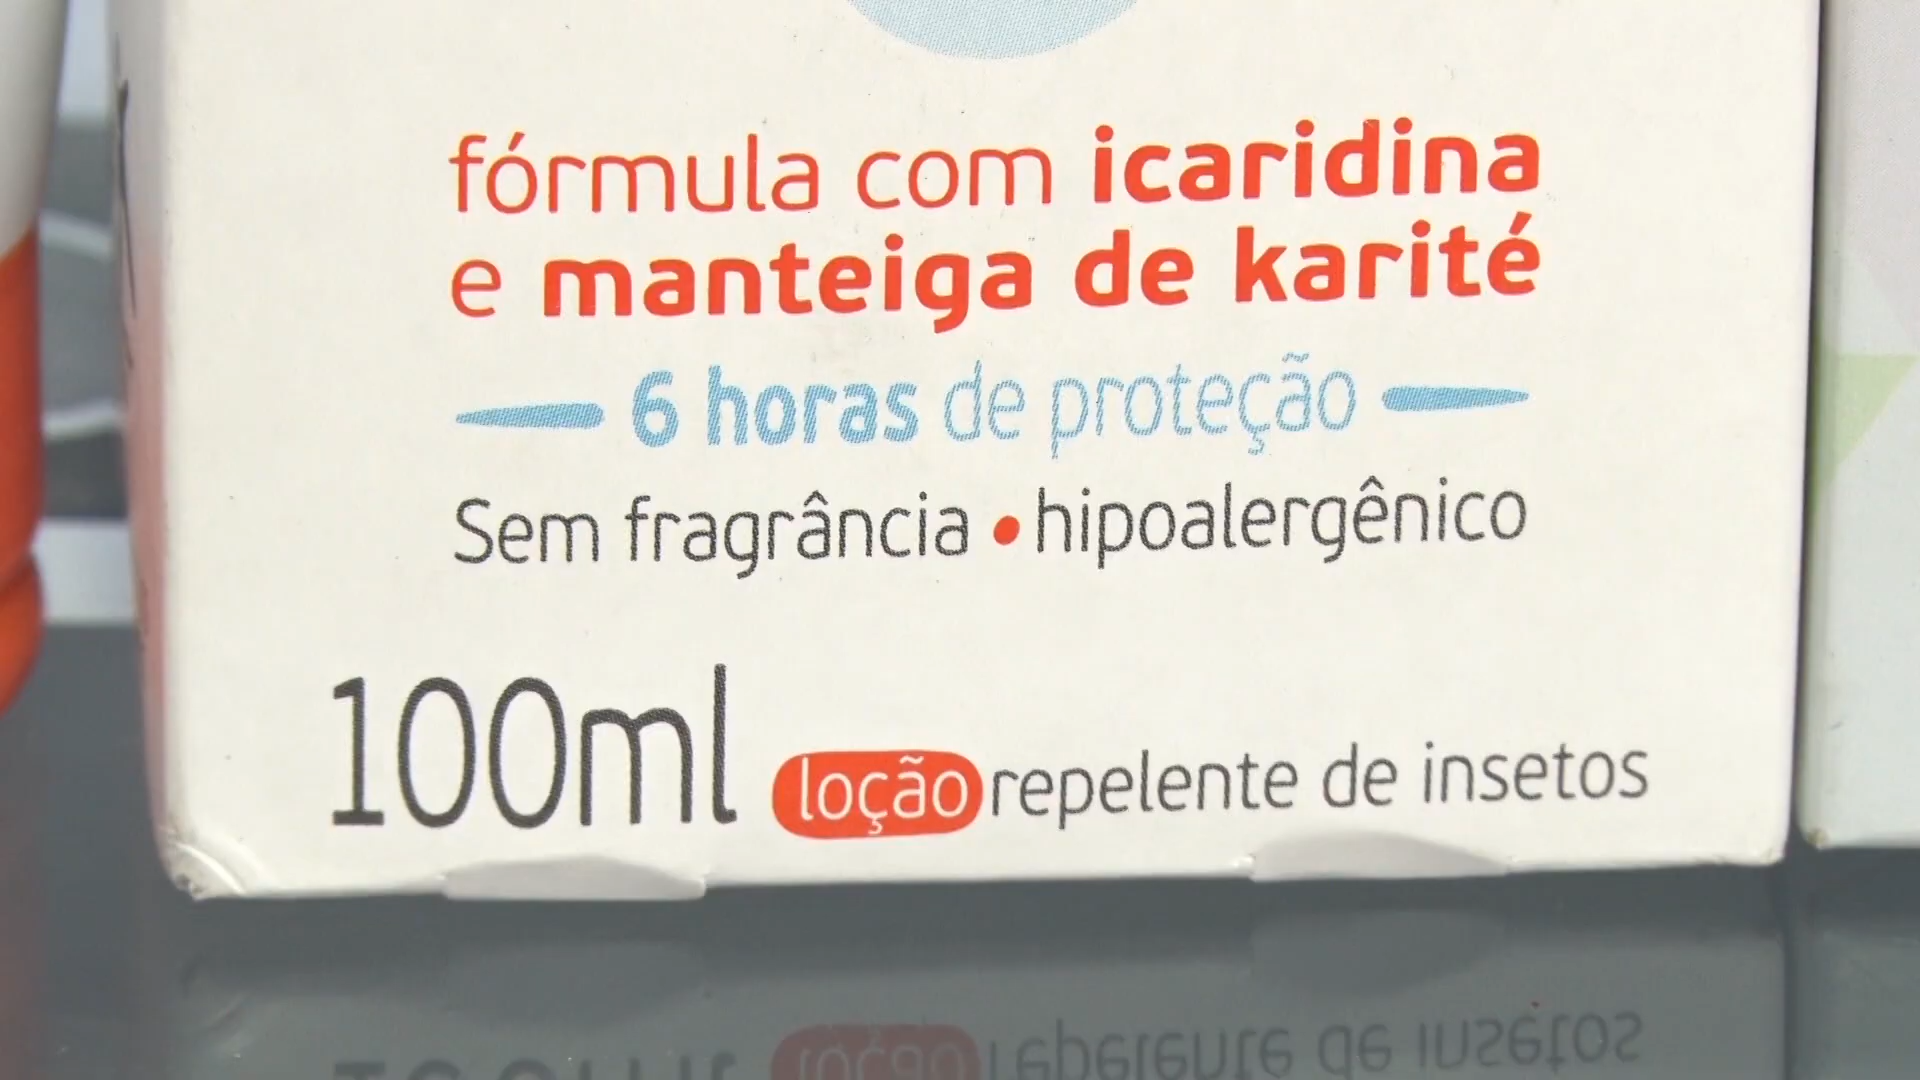 fórmula com icaridina
e manteiga de karité
6 horas de proteção
Sem fragrância • hipoalergênico
100ml loção repelente de insetos